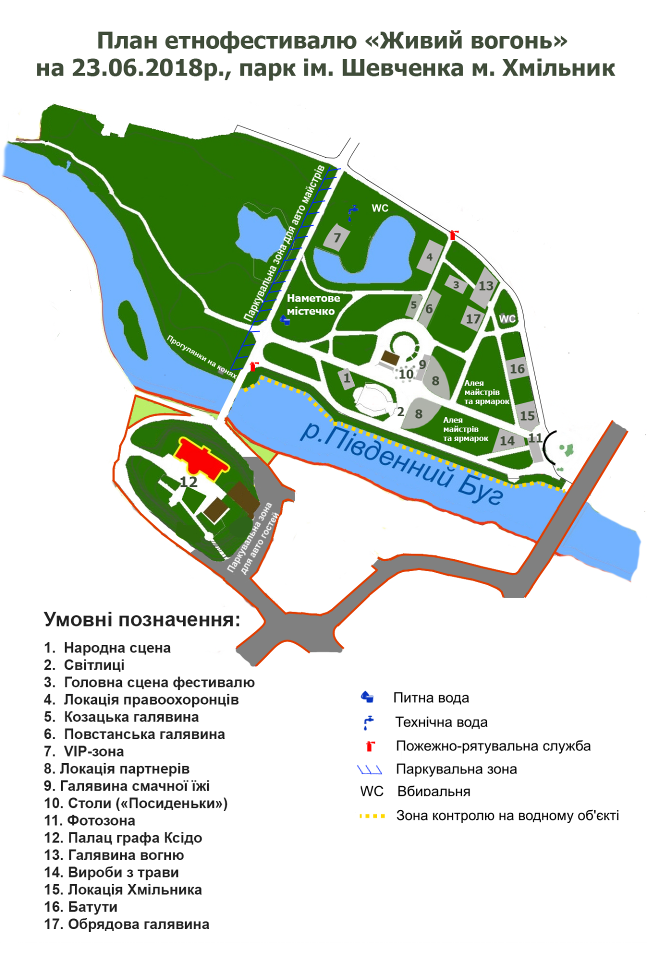 План етнофестивалю «Живий вогонь»
на 23.06.2018р., парк ім. Шевченка м. Хмільник
Паркувальна зона для авто майстрів
WC
7
4
3
13
Наметове
містечко
5
6
17
WC
Прогулянки на конях
10
9
8
16
1
Алея
майстрів
та ярмарок
2
8
Алея
майстрів
та ярмарок
15
14
11
р.Південний Буг
12
Паркувальна зона
для авто гостей
Умовні позначення:
1. Народна сцена
2. Світлиці
3. Головна сцена фестивалю
4. Локація правоохоронців
5. Козацька галявина
6. Повстанська галявина
7. VIP-зона
8. Локація партнерів
9. Галявина смачної їжі
10. Столи («Посиденьки»)
11. Фотозона
12. Палац графа Ксідо
13. Галявина вогню
14. Вироби з трави
15. Локація Хмільника
16. Батути
17. Обрядова галявина
Питна вода
Технічна вода
Пожежно-рятувальна служба
Паркувальна зона
WC Вбиральня
Зона контролю на водному об'єкті